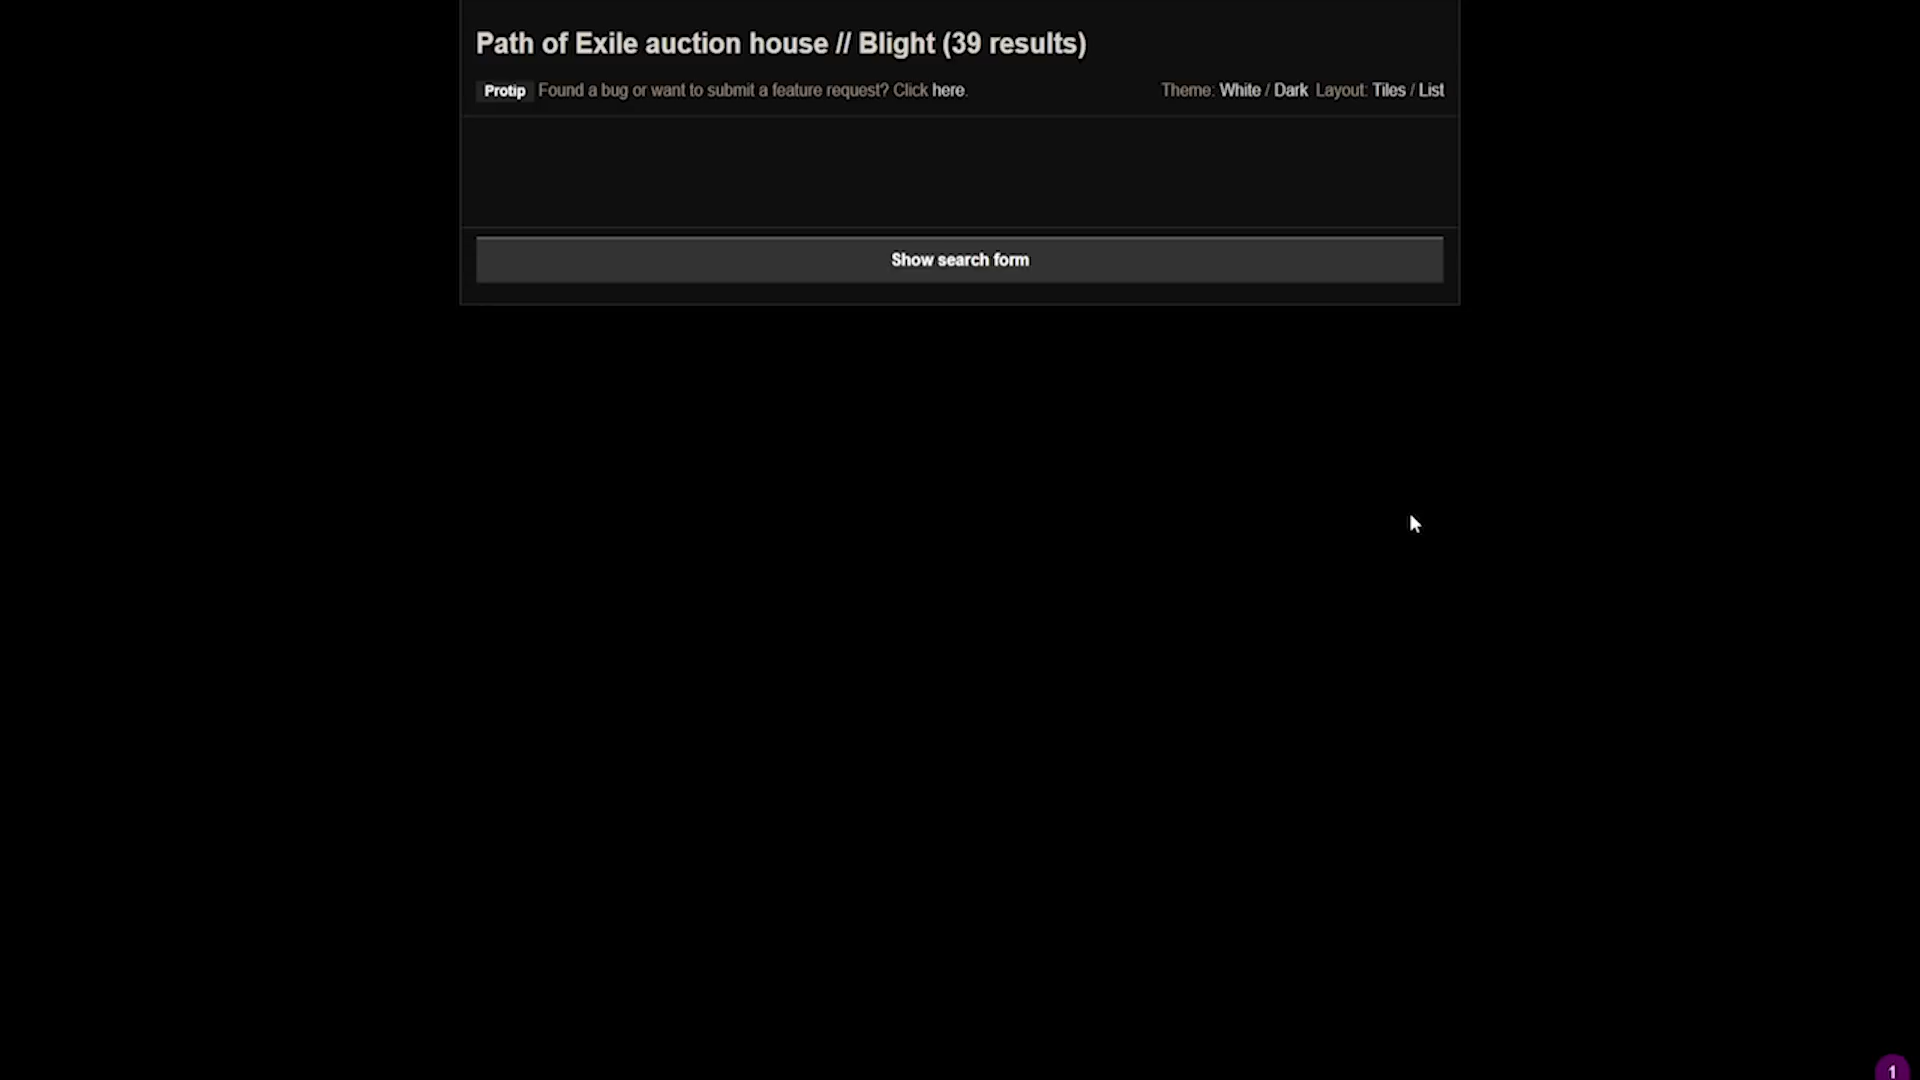 Path of Exile auction house // Blight (39 results)
Protip Found a bug or want to submit a feature request? Click here.
Theme: White / Dark Layout: Tiles / List
Show search form
1